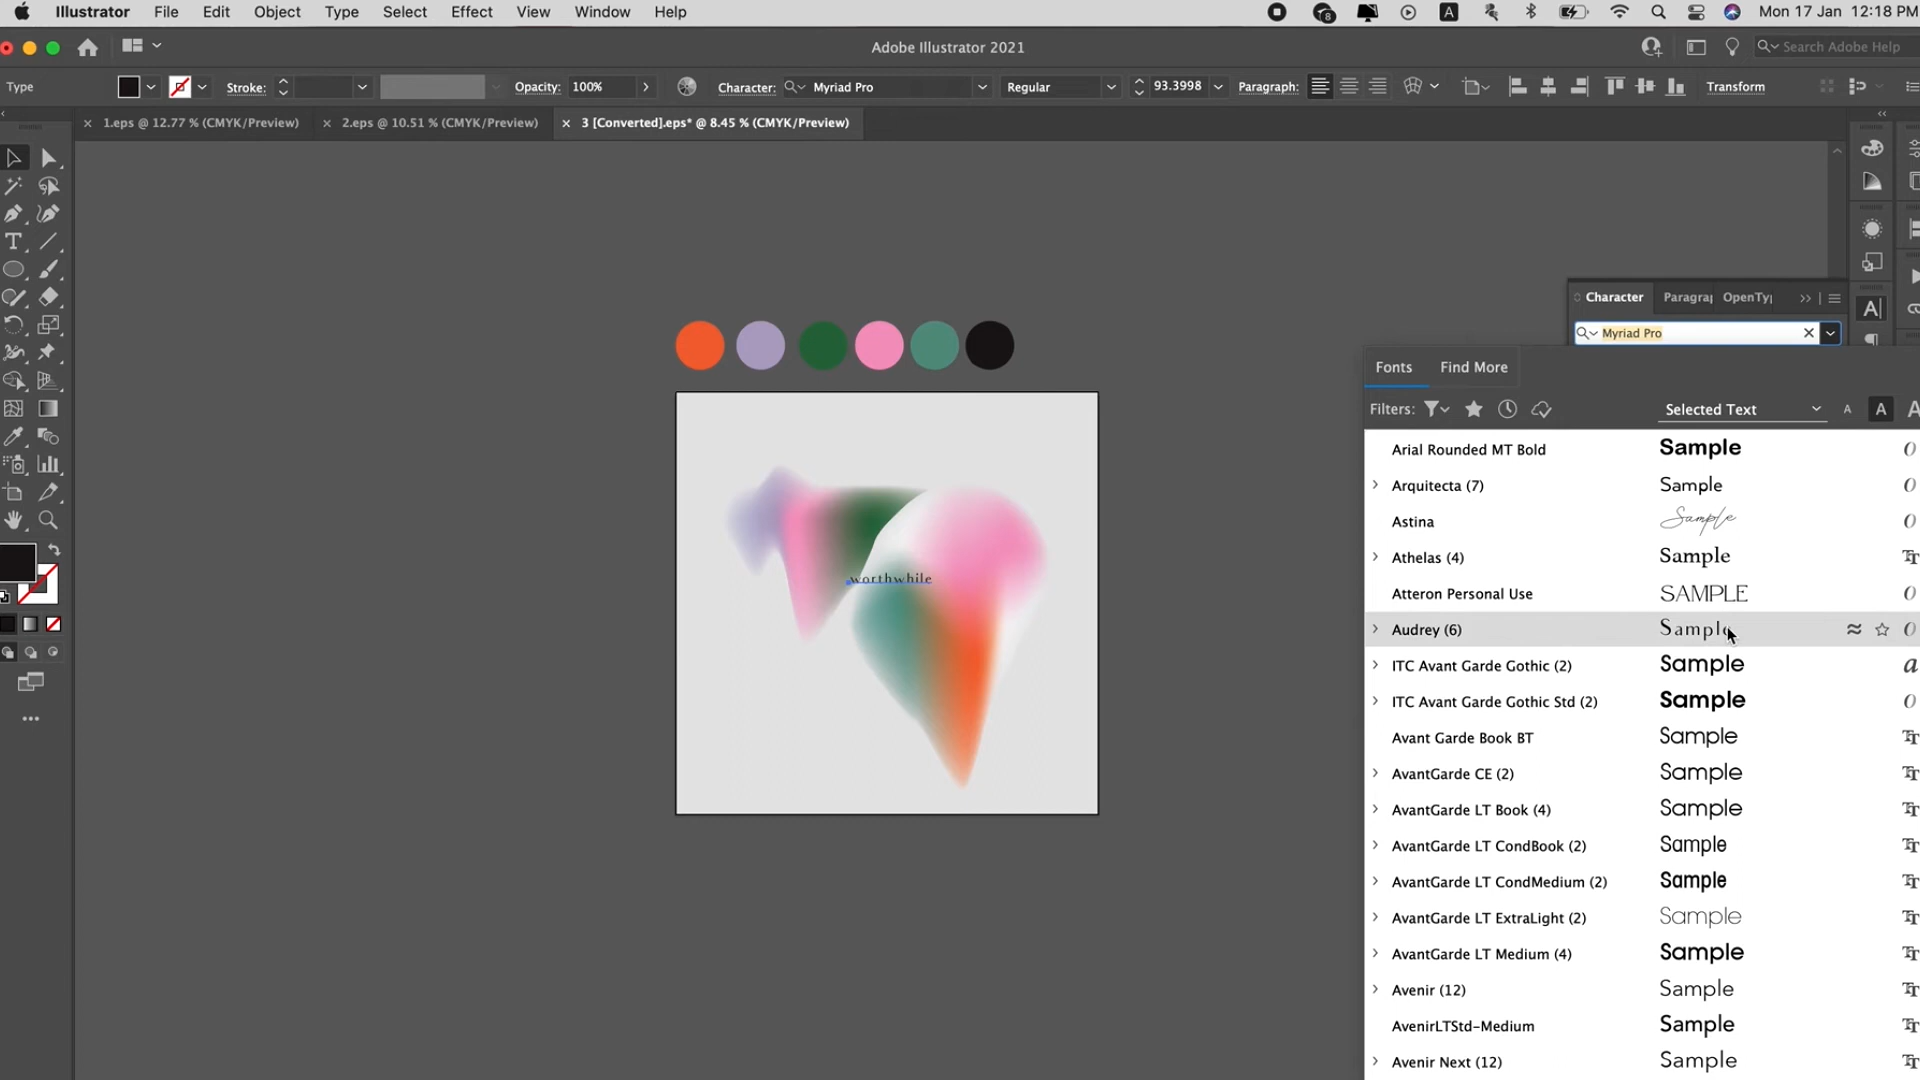 Illustrator File Edit Object Type Select Effect View Window Help 8 A Mon 17 Jan 12:18 PM
Adobe Illustrator 2021 Search Adobe Help
Type Stroke: Opacity: 100% Character: Myriad Pro Regular 93.3998 Paragraph: Transform
1.eps @ 12.77 % (CMYK/Preview) 2.eps @ 10.51 % (CMYK/Preview) 3 [Converted].eps* @ 8.45 % (CMYK/Preview)
Character Paragra OpenTy
Myriad Pro
Fonts Find More
Filters: Selected Text A A A
Arial Rounded MT Bold Sample
Arquitecta (7) Sample
Astina Sample
Athelas (4) Sample
Atteron Personal Use SAMPLE
Audrey (6) Sample
ITC Avant Garde Gothic (2) Sample
ITC Avant Garde Gothic Std (2) Sample
Avant Garde Book BT Sample
AvantGarde CE (2) Sample
AvantGarde LT Book (4) Sample
AvantGarde LT CondBook (2) Sample
AvantGarde LT CondMedium (2) Sample
AvantGarde LT ExtraLight (2) Sample
AvantGarde LT Medium (4) Sample
Avenir (12) Sample
AvenirLTStd-Medium Sample
Avenir Next (12) Sample
worthwhile